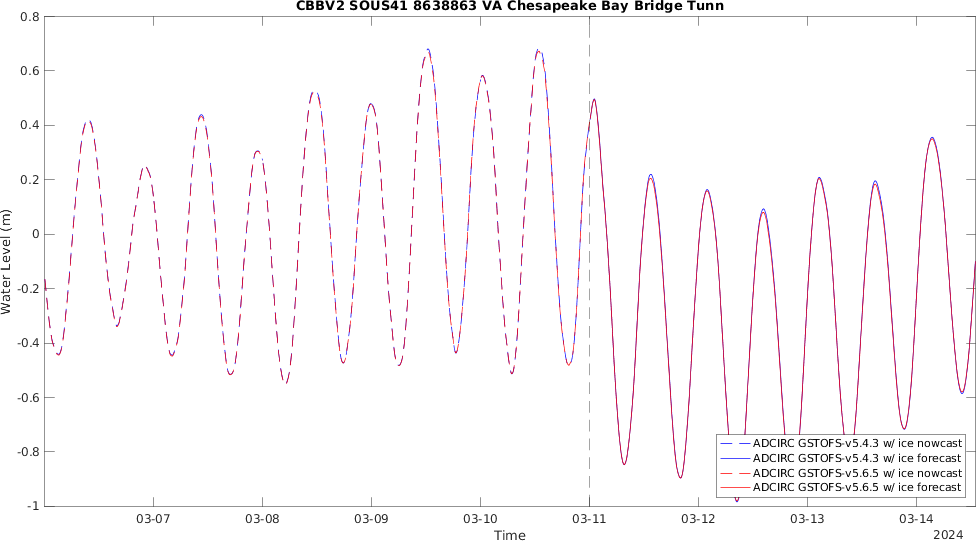 CBBV2 SOUS41 8638863 VA Chesapeake Bay Bridge Tunn
0.8
0.6
0.4
0.2
0
-0.2
-0.4
-0.6
-0.8
-1
Water Level (m)
ADCIRC GSTOFS-v5.4.3 w/ ice nowcast
ADCIRC GSTOFS-v5.4.3 w/ ice forecast
ADCIRC GSTOFS-v5.6.5 w/ ice nowcast
ADCIRC GSTOFS-v5.6.5 w/ ice forecast
03-07 03-08 03-09 03-10 03-11 03-12 03-13 03-14
Time
2024